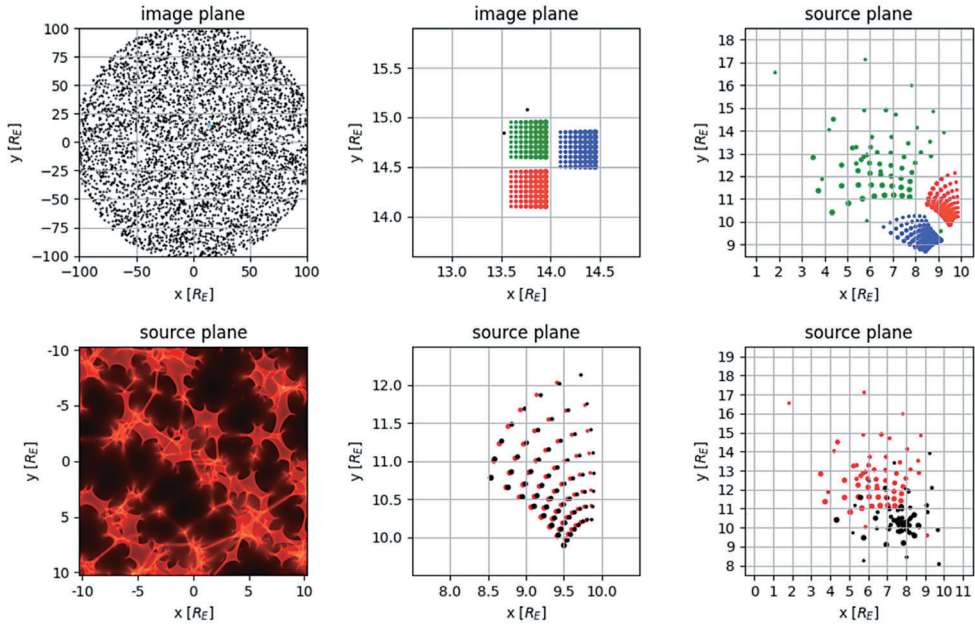 image plane
100
75
50
25
0
−25
−50
−75
−100
y [R_E]
−100 −50 0 50 100
x [R_E]
image plane
15.5
15.0
14.5
14.0
y [R_E]
13.0 13.5 14.0 14.5
x [R_E]
source plane
18
17
16
15
14
13
12
11
10
9
y [R_E]
1 2 3 4 5 6 7 8 9 10
x [R_E]
source plane
-10
-5
0
5
10
y [R_E]
-10 -5 0 5 10
x [R_E]
source plane
12.0
11.5
11.0
10.5
10.0
y [R_E]
8.0 8.5 9.0 9.5 10.0
x [R_E]
source plane
19
18
17
16
15
14
13
12
11
10
9
8
y [R_E]
0 1 2 3 4 5 6 7 8 9 10 11
x [R_E]